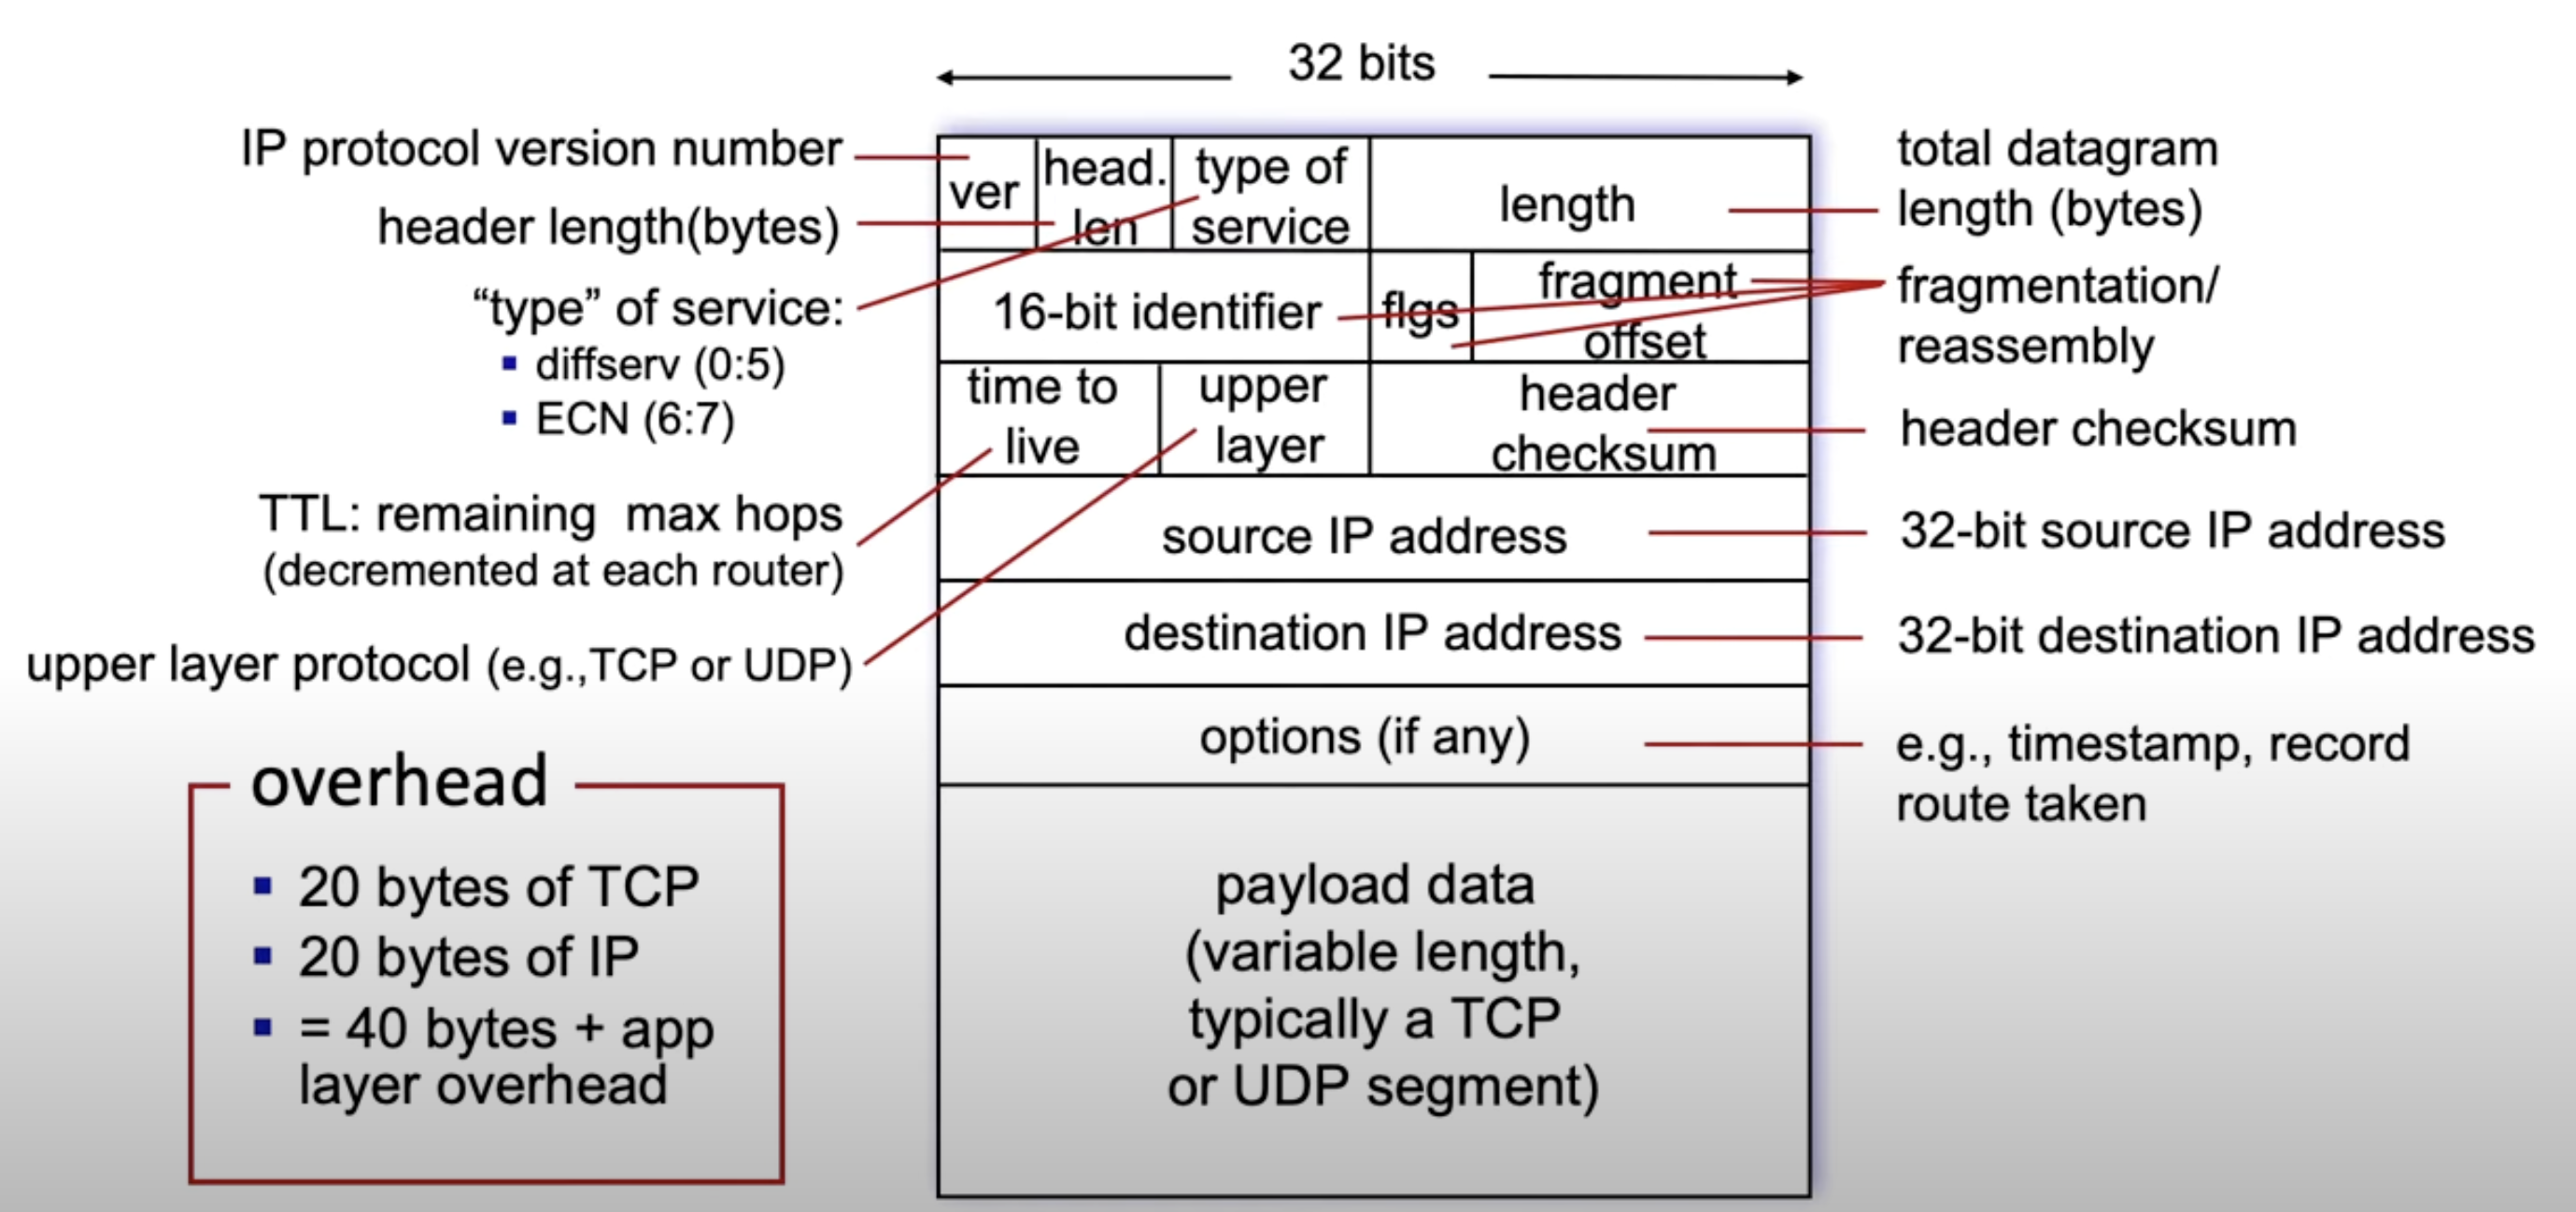 32 bits
IP protocol version number
header length(bytes)
“type” of service:
▪ diffserv (0:5)
▪ ECN (6:7)
TTL: remaining max hops
(decremented at each router)
upper layer protocol (e.g.,TCP or UDP)
overhead
▪ 20 bytes of TCP
▪ 20 bytes of IP
▪ = 40 bytes + app
layer overhead
ver
head.
len
type of
service
length
16-bit identifier
flgs
fragment
offset
time to
live
upper
layer
header
checksum
source IP address
destination IP address
options (if any)
payload data
(variable length,
typically a TCP
or UDP segment)
total datagram
length (bytes)
fragmentation/
reassembly
header checksum
32-bit source IP address
32-bit destination IP address
e.g., timestamp, record
route taken